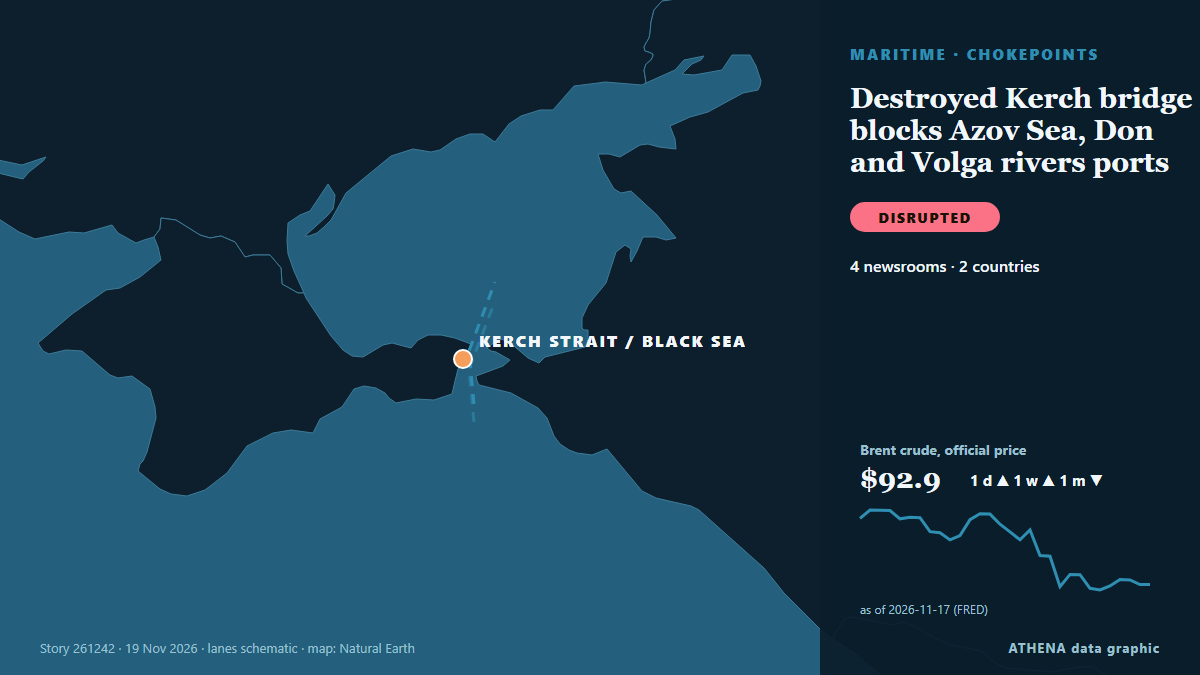 MARITIME · CHOKEPOINTS
Destroyed Kerch bridge
blocks Azov Sea, Don
and Volga rivers ports
DISRUPTED
4 newsrooms · 2 countries
KERCH STRAIT / BLACK SEA
Brent crude, official price
$92.9 1 d ▲ 1 w ▲ 1 m ▼
as of 2026-11-17 (FRED)
Story 261242 · 19 Nov 2026 · lanes schematic · map: Natural Earth
ATHENA data graphic